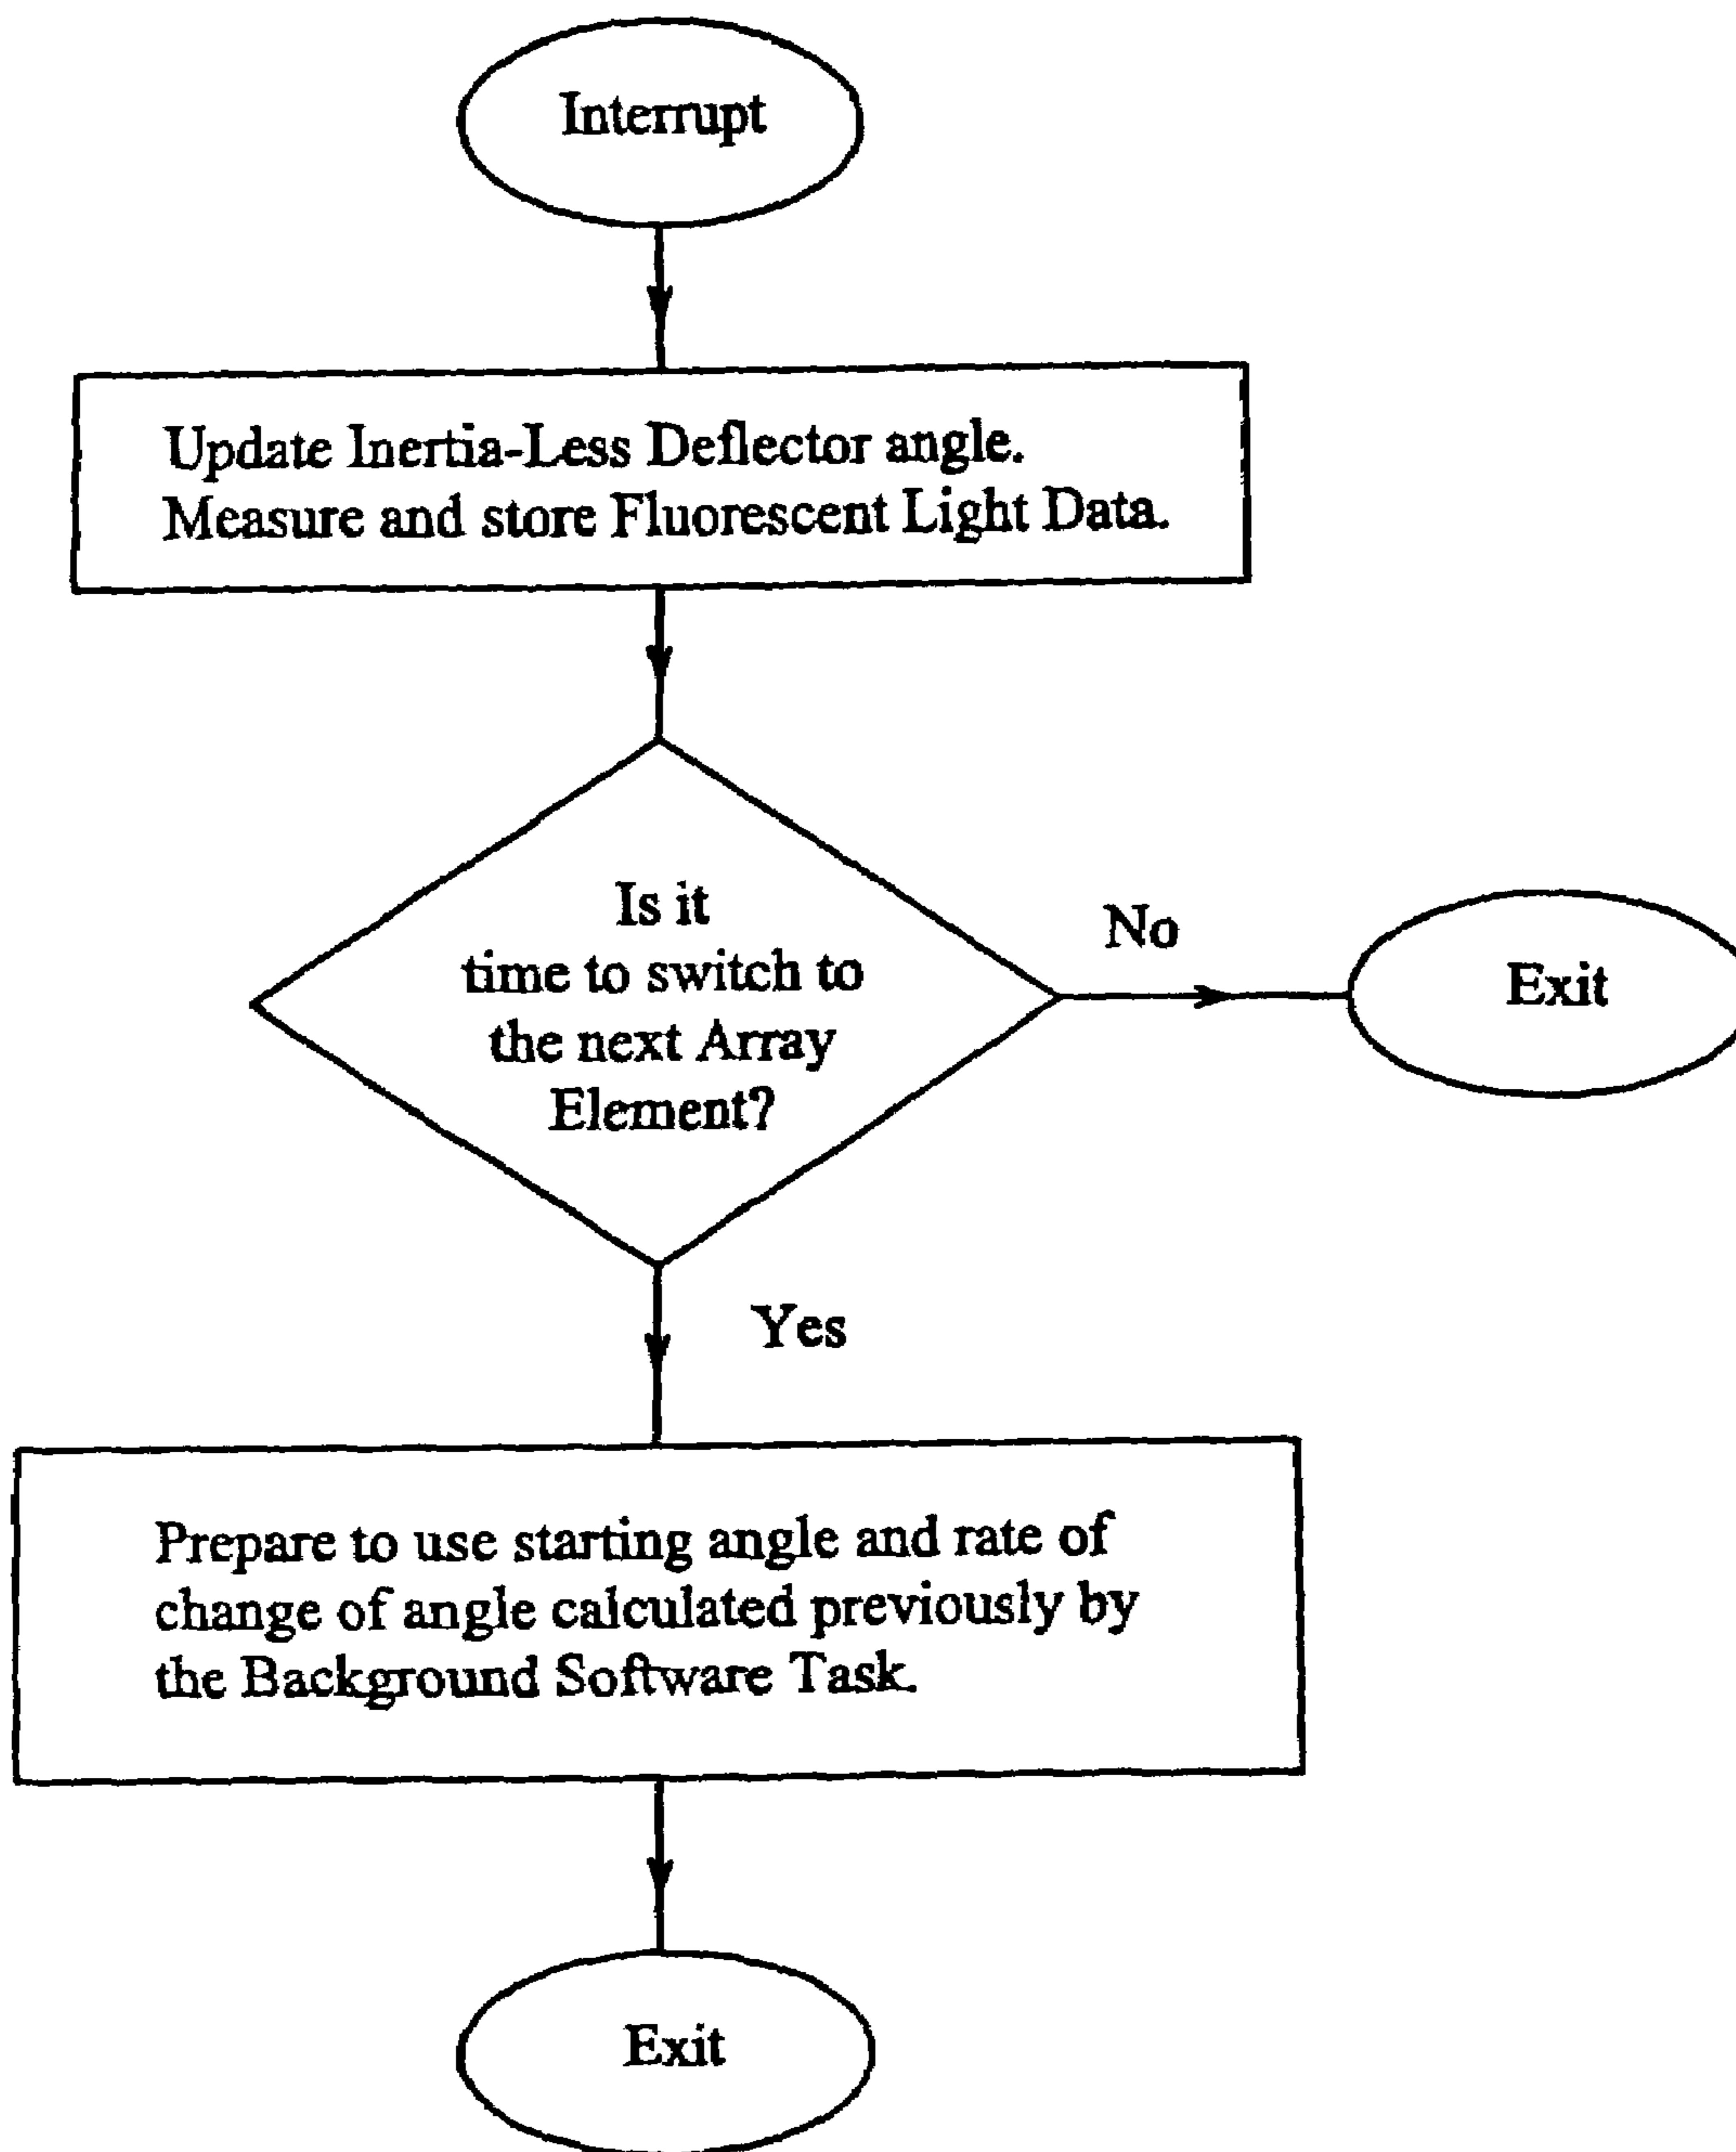 Interrupt
Update Inertia-Less Deflector angle.
Measure and store Fluorescent Light Data.
Is it
time to switch to
the next Array
Element?
No
Exit
Yes
Prepare to use starting angle and rate of
change of angle calculated previously by
the Background Software Task.
Exit